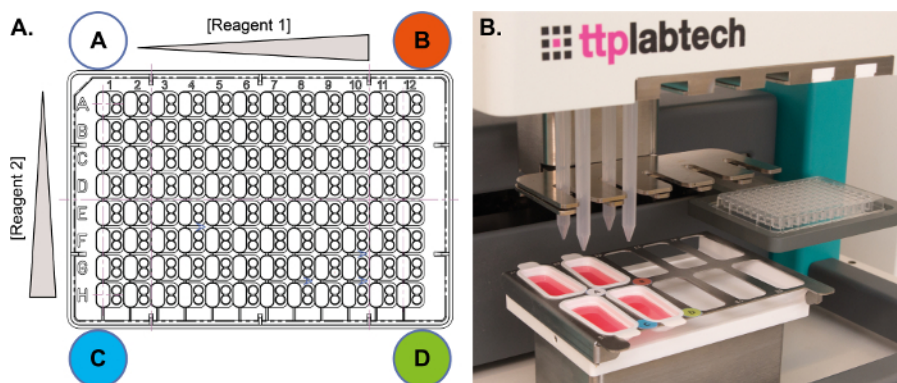 A.
[Reagent 1]
A
B
1 2 3 4 5 6 7 8 9 10 11 12
A
B
C
D
E
F
G
H
[Reagent 2]
C
D
B.
ttplabtech
A
B
C
D